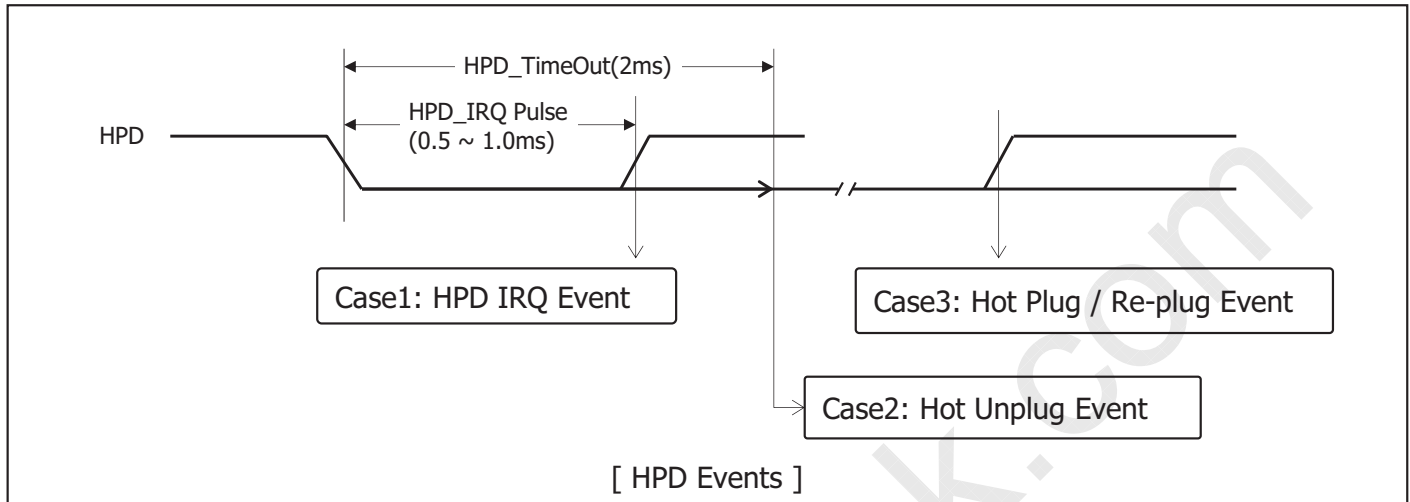 HPD_TimeOut(2ms)
HPD_IRQ Pulse
(0.5 ~ 1.0ms)
HPD
Case1: HPD IRQ Event
Case3: Hot Plug / Re-plug Event
Case2: Hot Unplug Event
[ HPD Events ]
k.com